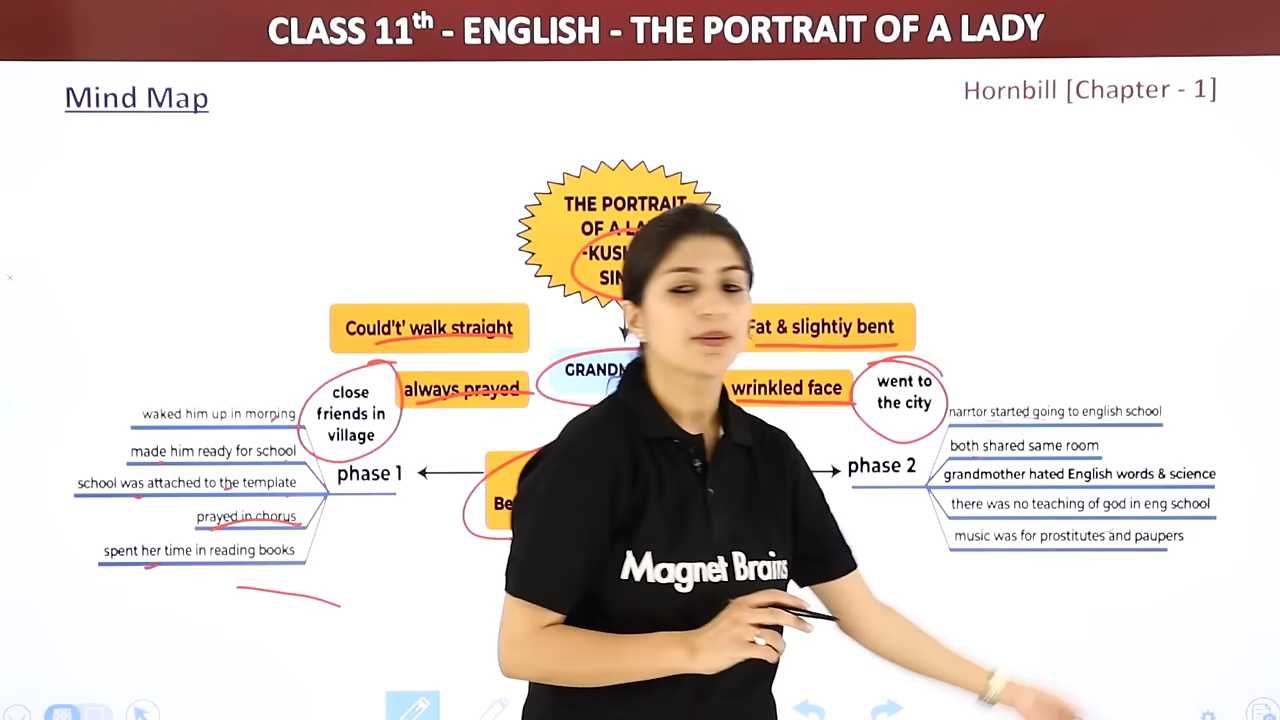 CLASS 11th - ENGLISH - THE PORTRAIT OF A LADY
Mind Map
Hornbill [Chapter - 1]
THE PORTRAIT
OF A
Could't' walk straight
Fat & slightiy bent
always prayed
wrinkled face
close
friends in
village
went to
the city
waked him up in morning
made him ready for school
school was attached to the template
prayed in chorus
spent her time in reading books
phase 1
phase 2
narrtor started going to english school
both shared same room
grandmother hated English words & science
there was no teaching of god in eng school
music was for prostitutes and paupers
Magnet Brains